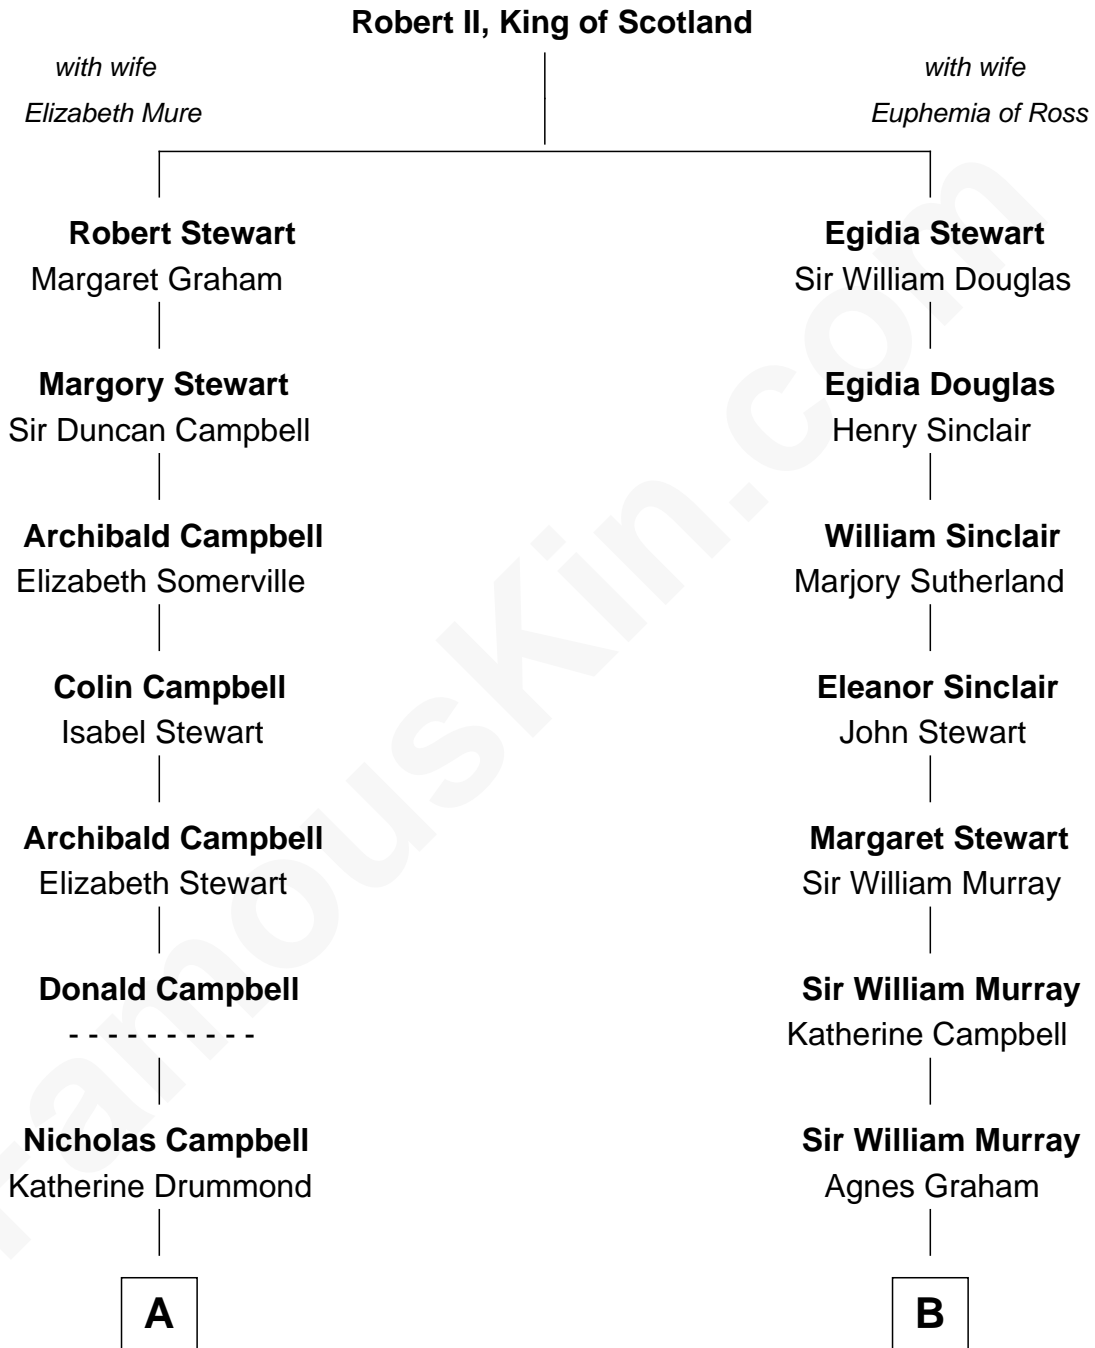 Robert II, King of Scotland
with wife
Elizabeth Mure
with wife
Euphemia of Ross
Robert Stewart
Margaret Graham
Egidia Stewart
Sir William Douglas
Margory Stewart
Sir Duncan Campbell
Egidia Douglas
Henry Sinclair
Archibald Campbell
Elizabeth Somerville
William Sinclair
Marjory Sutherland
Colin Campbell
Isabel Stewart
Eleanor Sinclair
John Stewart
Archibald Campbell
Elizabeth Stewart
Margaret Stewart
Sir William Murray
Donald Campbell
- - - - - - - - - -
Sir William Murray
Katherine Campbell
Nicholas Campbell
Katherine Drummond
Sir William Murray
Agnes Graham
A
B
FamousKin.com